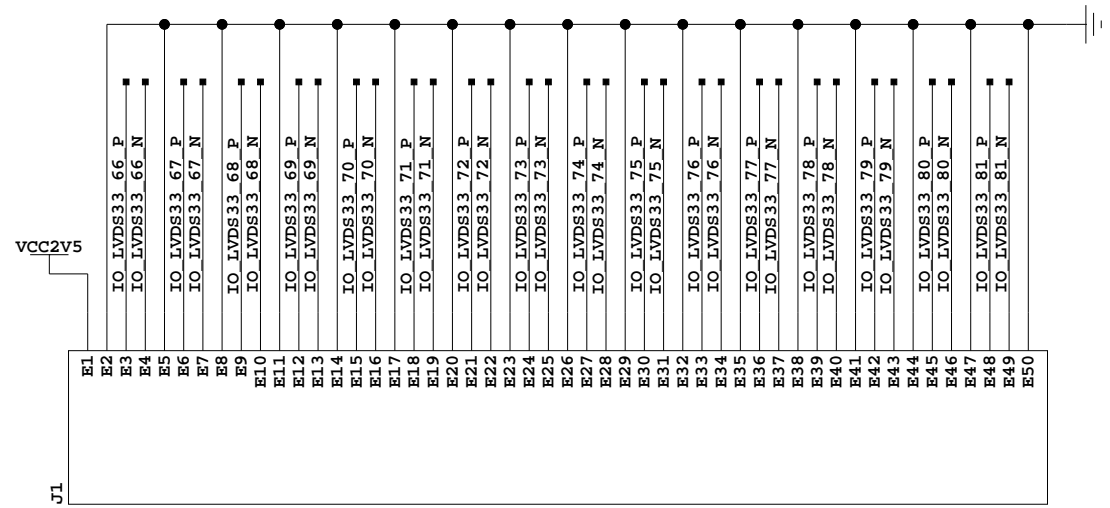 IO_LVDS33_66_P
IO_LVDS33_66_N
IO_LVDS33_67_P
IO_LVDS33_67_N
IO_LVDS33_68_P
IO_LVDS33_68_N
IO_LVDS33_69_P
IO_LVDS33_69_N
IO_LVDS33_70_P
IO_LVDS33_70_N
IO_LVDS33_71_P
IO_LVDS33_71_N
IO_LVDS33_72_P
IO_LVDS33_72_N
IO_LVDS33_73_P
IO_LVDS33_73_N
IO_LVDS33_74_P
IO_LVDS33_74_N
IO_LVDS33_75_P
IO_LVDS33_75_N
IO_LVDS33_76_P
IO_LVDS33_76_N
IO_LVDS33_77_P
IO_LVDS33_77_N
IO_LVDS33_78_P
IO_LVDS33_78_N
IO_LVDS33_79_P
IO_LVDS33_79_N
IO_LVDS33_80_P
IO_LVDS33_80_N
IO_LVDS33_81_P
IO_LVDS33_81_N
VCC2V5
E1
E2
E3
E4
E5
E6
E7
E8
E9
E10
E11
E12
E13
E14
E15
E16
E17
E18
E19
E20
E21
E22
E23
E24
E25
E26
E27
E28
E29
E30
E31
E32
E33
E34
E35
E36
E37
E38
E39
E40
E41
E42
E43
E44
E45
E46
E47
E48
E49
E50
J1